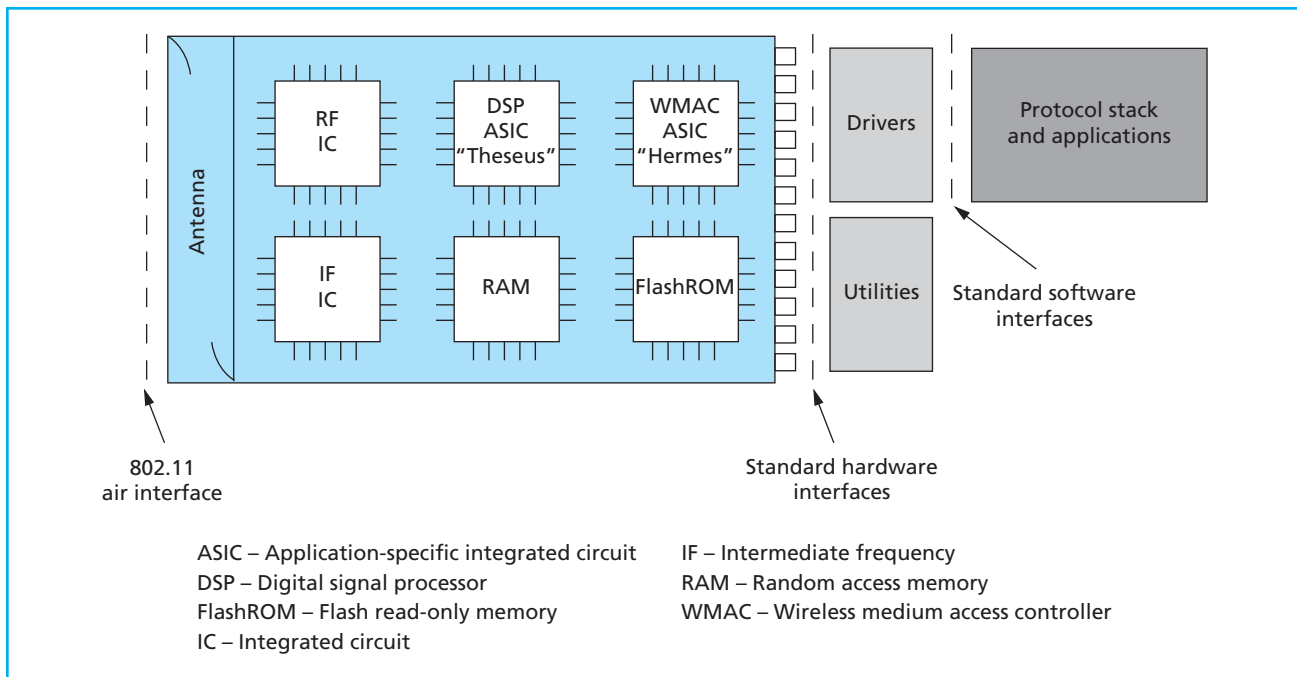 Antenna
RF
IC
DSP
ASIC
"Theseus"
WMAC
ASIC
"Hermes"
IF
IC
RAM
FlashROM
Drivers
Utilities
Protocol stack
and applications
Standard software
interfaces
802.11
air interface
Standard hardware
interfaces
ASIC – Application-specific integrated circuit
DSP – Digital signal processor
FlashROM – Flash read-only memory
IC – Integrated circuit
IF – Intermediate frequency
RAM – Random access memory
WMAC – Wireless medium access controller